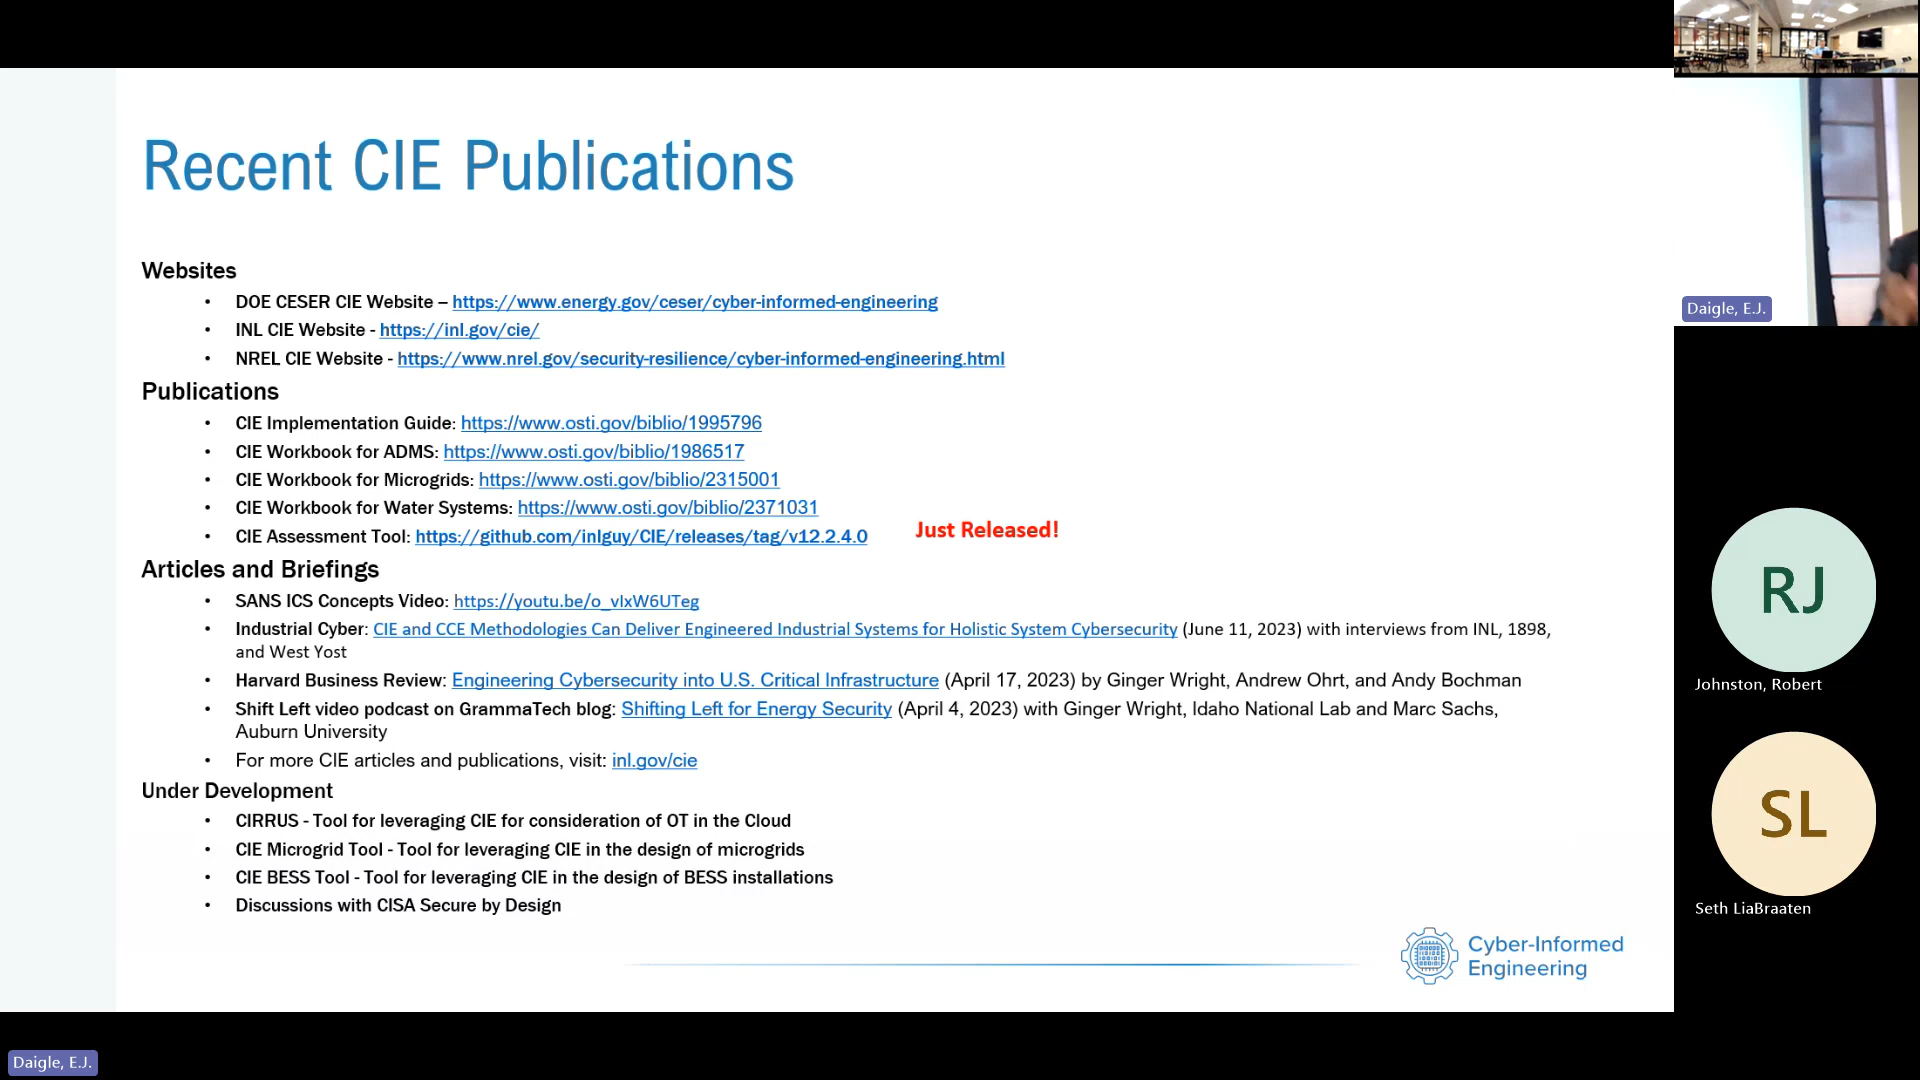 Recent CIE Publications
Websites
• DOE CESER CIE Website – https://www.energy.gov/ceser/cyber-informed-engineering
• INL CIE Website - https://inl.gov/cie/
• NREL CIE Website - https://www.nrel.gov/security-resilience/cyber-informed-engineering.html
Publications
• CIE Implementation Guide: https://www.osti.gov/biblio/1995796
• CIE Workbook for ADMS: https://www.osti.gov/biblio/1986517
• CIE Workbook for Microgrids: https://www.osti.gov/biblio/2315001
• CIE Workbook for Water Systems: https://www.osti.gov/biblio/2371031
• CIE Assessment Tool: https://github.com/inlguy/CIE/releases/tag/v12.2.4.0
Just Released!
Articles and Briefings
• SANS ICS Concepts Video: https://youtu.be/o_vIxW6UTeg
• Industrial Cyber: CIE and CCE Methodologies Can Deliver Engineered Industrial Systems for Holistic System Cybersecurity (June 11, 2023) with interviews from INL, 1898,
and West Yost
• Harvard Business Review: Engineering Cybersecurity into U.S. Critical Infrastructure (April 17, 2023) by Ginger Wright, Andrew Ohrt, and Andy Bochman
• Shift Left video podcast on GrammaTech blog: Shifting Left for Energy Security (April 4, 2023) with Ginger Wright, Idaho National Lab and Marc Sachs,
Auburn University
• For more CIE articles and publications, visit: inl.gov/cie
Under Development
• CIRRUS - Tool for leveraging CIE for consideration of OT in the Cloud
• CIE Microgrid Tool - Tool for leveraging CIE in the design of microgrids
• CIE BESS Tool - Tool for leveraging CIE in the design of BESS installations
• Discussions with CISA Secure by Design
Cyber-Informed
Engineering
Daigle, E.J.
RJ
Johnston, Robert
SL
Seth LiaBraaten
Daigle, E.J.